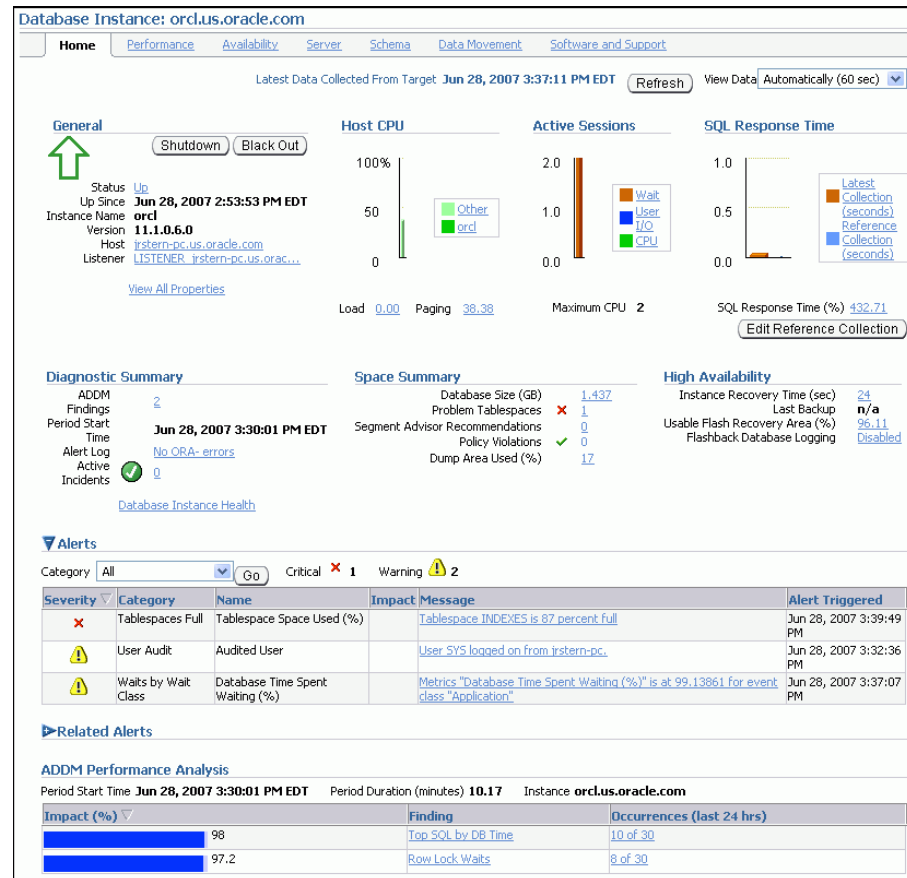 Database Instance: orcl.us.oracle.com
Home Performance Availability Server Schema Data Movement Software and Support
Latest Data Collected From Target Jun 28, 2007 3:37:11 PM EDT Refresh View Data Automatically (60 sec)
General
Shutdown Black Out
Status Up
Up Since Jun 28, 2007 2:53:53 PM EDT
Instance Name orcl
Version 11.1.0.6.0
Host jrstern-pc.us.oracle.com
Listener LISTENER_jrstern-pc.us.orac...
View All Properties
Host CPU
100%
50
0
Other
orcl
Load 0.00 Paging 38.38
Active Sessions
2.0
1.0
0.0
Wait
User
I/O
CPU
Maximum CPU 2
SQL Response Time
1.0
0.5
0.0
Latest
Collection
(seconds)
Reference
Collection
(seconds)
SQL Response Time (%) 432.71
Edit Reference Collection
Diagnostic Summary
ADDM
Findings 2
Period Start
Time Jun 28, 2007 3:30:01 PM EDT
Alert Log No ORA- errors
Active
Incidents 0
Database Instance Health
Space Summary
Database Size (GB) 1.437
Problem Tablespaces 1
Segment Advisor Recommendations 0
Policy Violations 0
Dump Area Used (%) 17
High Availability
Instance Recovery Time (sec) 24
Last Backup n/a
Usable Flash Recovery Area (%) 96.11
Flashback Database Logging Disabled
Alerts
Category All Go Critical 1 Warning 2
Severity Category Name Impact Message Alert Triggered
Tablespaces Full Tablespace Space Used (%) Tablespace INDEXES is 87 percent full Jun 28, 2007 3:39:49
PM
User Audit Audited User User SYS logged on from jrstern-pc. Jun 28, 2007 3:32:36
PM
Waits by Wait Database Time Spent Metrics "Database Time Spent Waiting (%)" is at 99.13861 for event Jun 28, 2007 3:37:07
Class Waiting (%) class "Application" PM
Related Alerts
ADDM Performance Analysis
Period Start Time Jun 28, 2007 3:30:01 PM EDT Period Duration (minutes) 10.17 Instance orcl.us.oracle.com
Impact (%) Finding Occurrences (last 24 hrs)
98 Top SQL by DB Time 10 of 30
97.2 Row Lock Waits 8 of 30